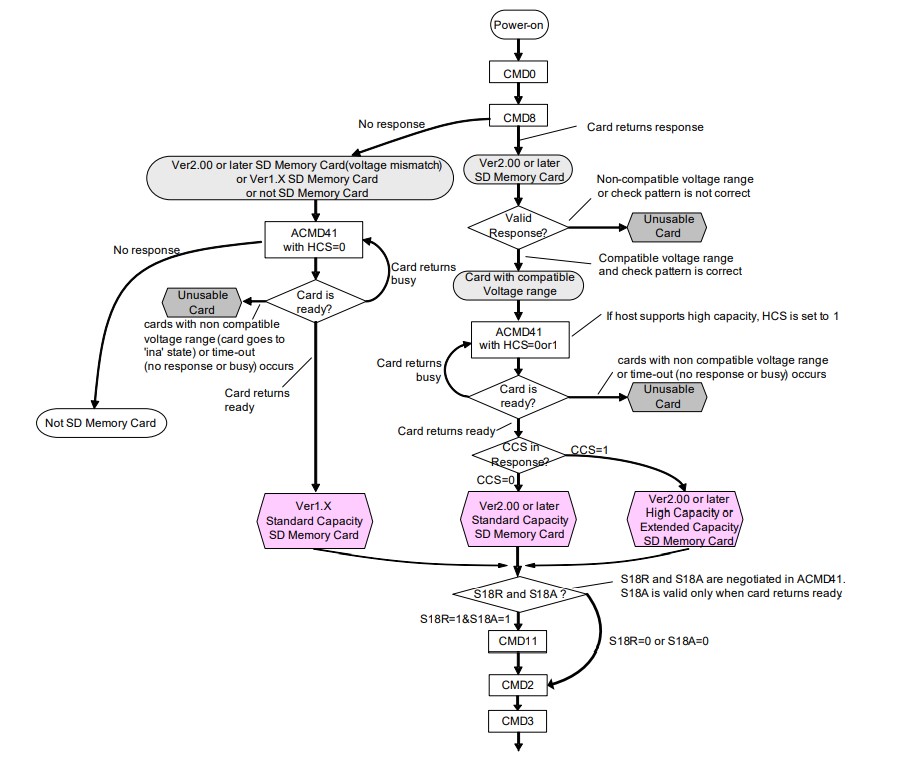 Power-on
CMD0
CMD8
No response
Card returns response
Ver2.00 or later SD Memory Card(voltage mismatch)
or Ver1.X SD Memory Card
or not SD Memory Card
Ver2.00 or later
SD Memory Card
Non-compatible voltage range
or check pattern is not correct
Valid
Response?
Unusable
Card
ACMD41
with HCS=0
No response
Card returns
busy
Compatible voltage range
and check pattern is correct
Card with compatible
Voltage range
Card is
ready?
Unusable
Card
cards with non compatible
voltage range (card goes to
'ina' state) or time-out
(no response or busy) occurs
If host supports high capacity, HCS is set to 1
ACMD41
with HCS=0or1
Card returns
busy
cards with non compatible voltage range
or time-out (no response or busy) occurs
Card is
ready?
Unusable
Card
Card returns
ready
Not SD Memory Card
Card returns ready
CCS in
Response?
CCS=1
CCS=0
Ver1.X
Standard Capacity
SD Memory Card
Ver2.00 or later
Standard Capacity
SD Memory Card
Ver2.00 or later
High Capacity or
Extended Capacity
SD Memory Card
S18R and S18A ?
S18R and S18A are negotiated in ACMD41.
S18A is valid only when card returns ready.
S18R=1&S18A=1
CMD11
S18R=0 or S18A=0
CMD2
CMD3